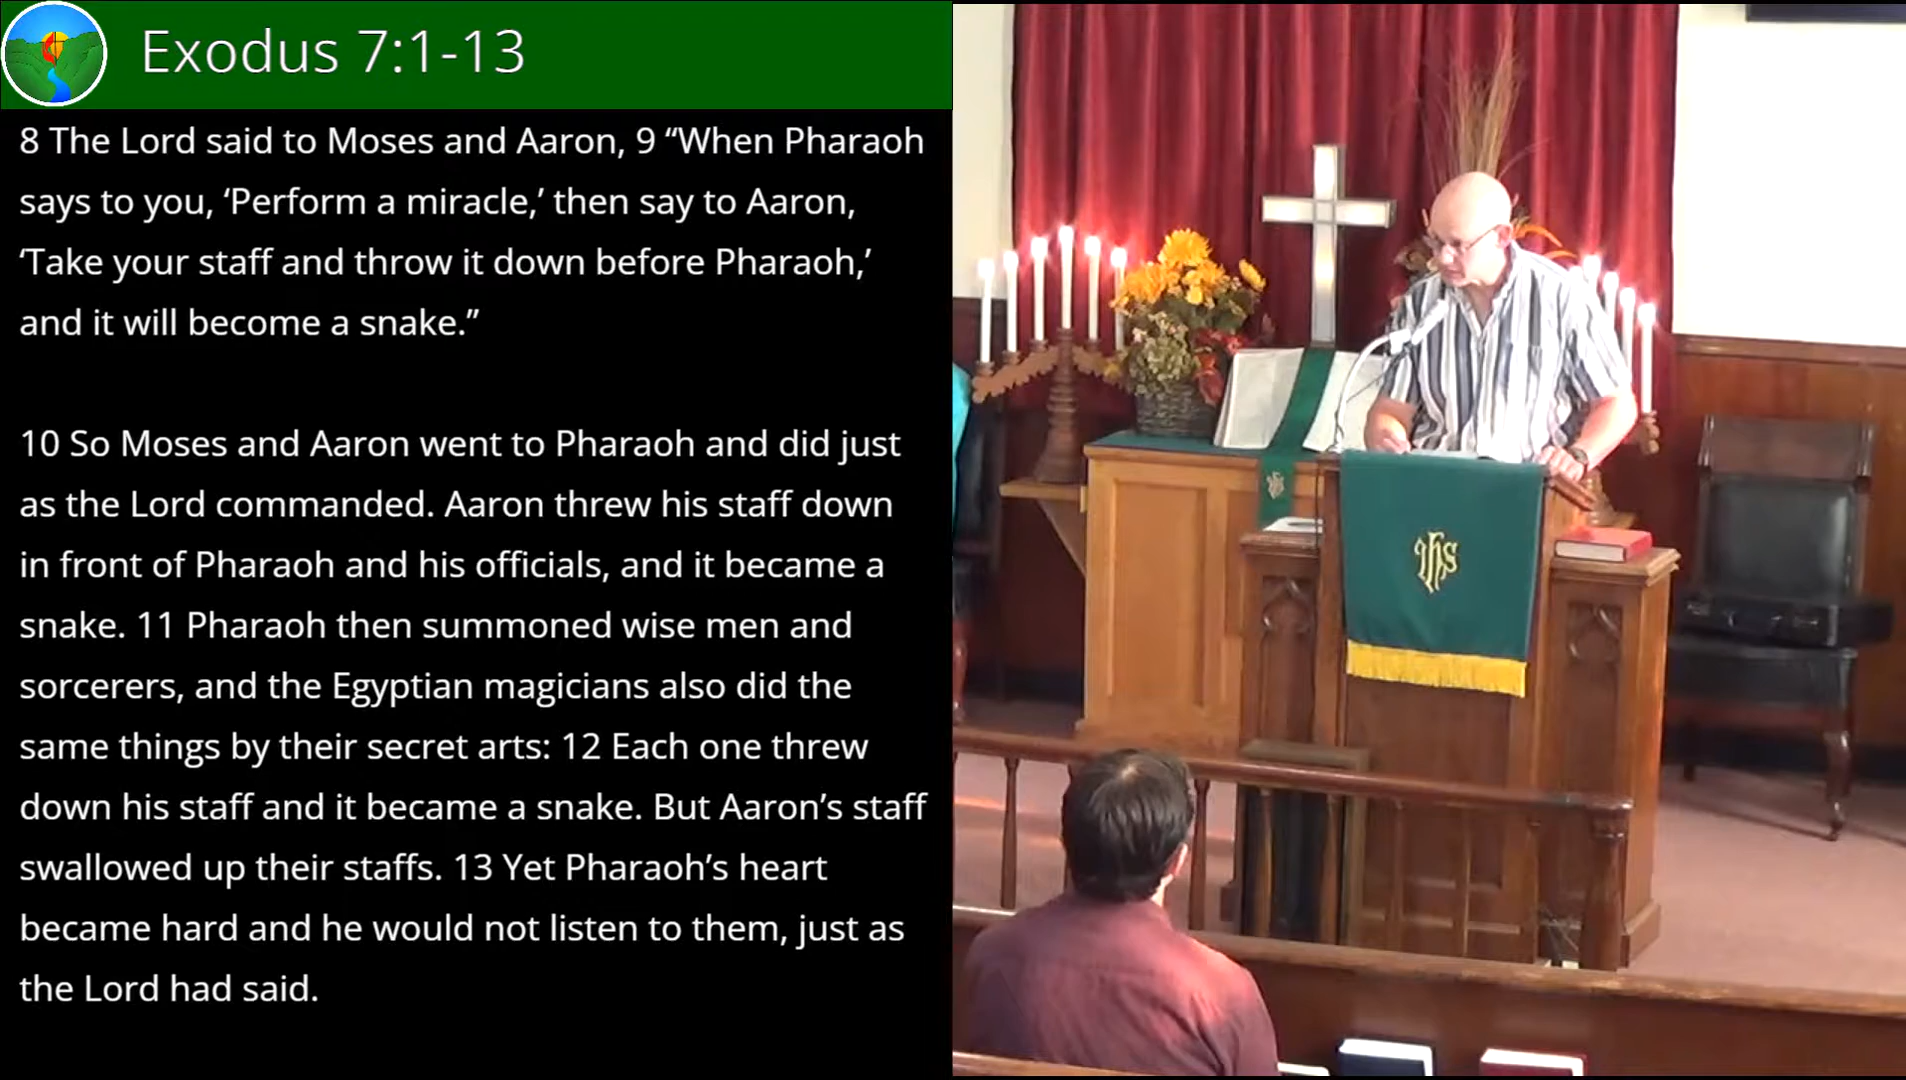 Exodus 7:1-13
8 The Lord said to Moses and Aaron, 9 “When Pharaoh
says to you, ‘Perform a miracle,’ then say to Aaron,
‘Take your staff and throw it down before Pharaoh,’
and it will become a snake.”
10 So Moses and Aaron went to Pharaoh and did just
as the Lord commanded. Aaron threw his staff down
in front of Pharaoh and his officials, and it became a
snake. 11 Pharaoh then summoned wise men and
sorcerers, and the Egyptian magicians also did the
same things by their secret arts: 12 Each one threw
down his staff and it became a snake. But Aaron’s staff
swallowed up their staffs. 13 Yet Pharaoh’s heart
became hard and he would not listen to them, just as
the Lord had said.
IHS